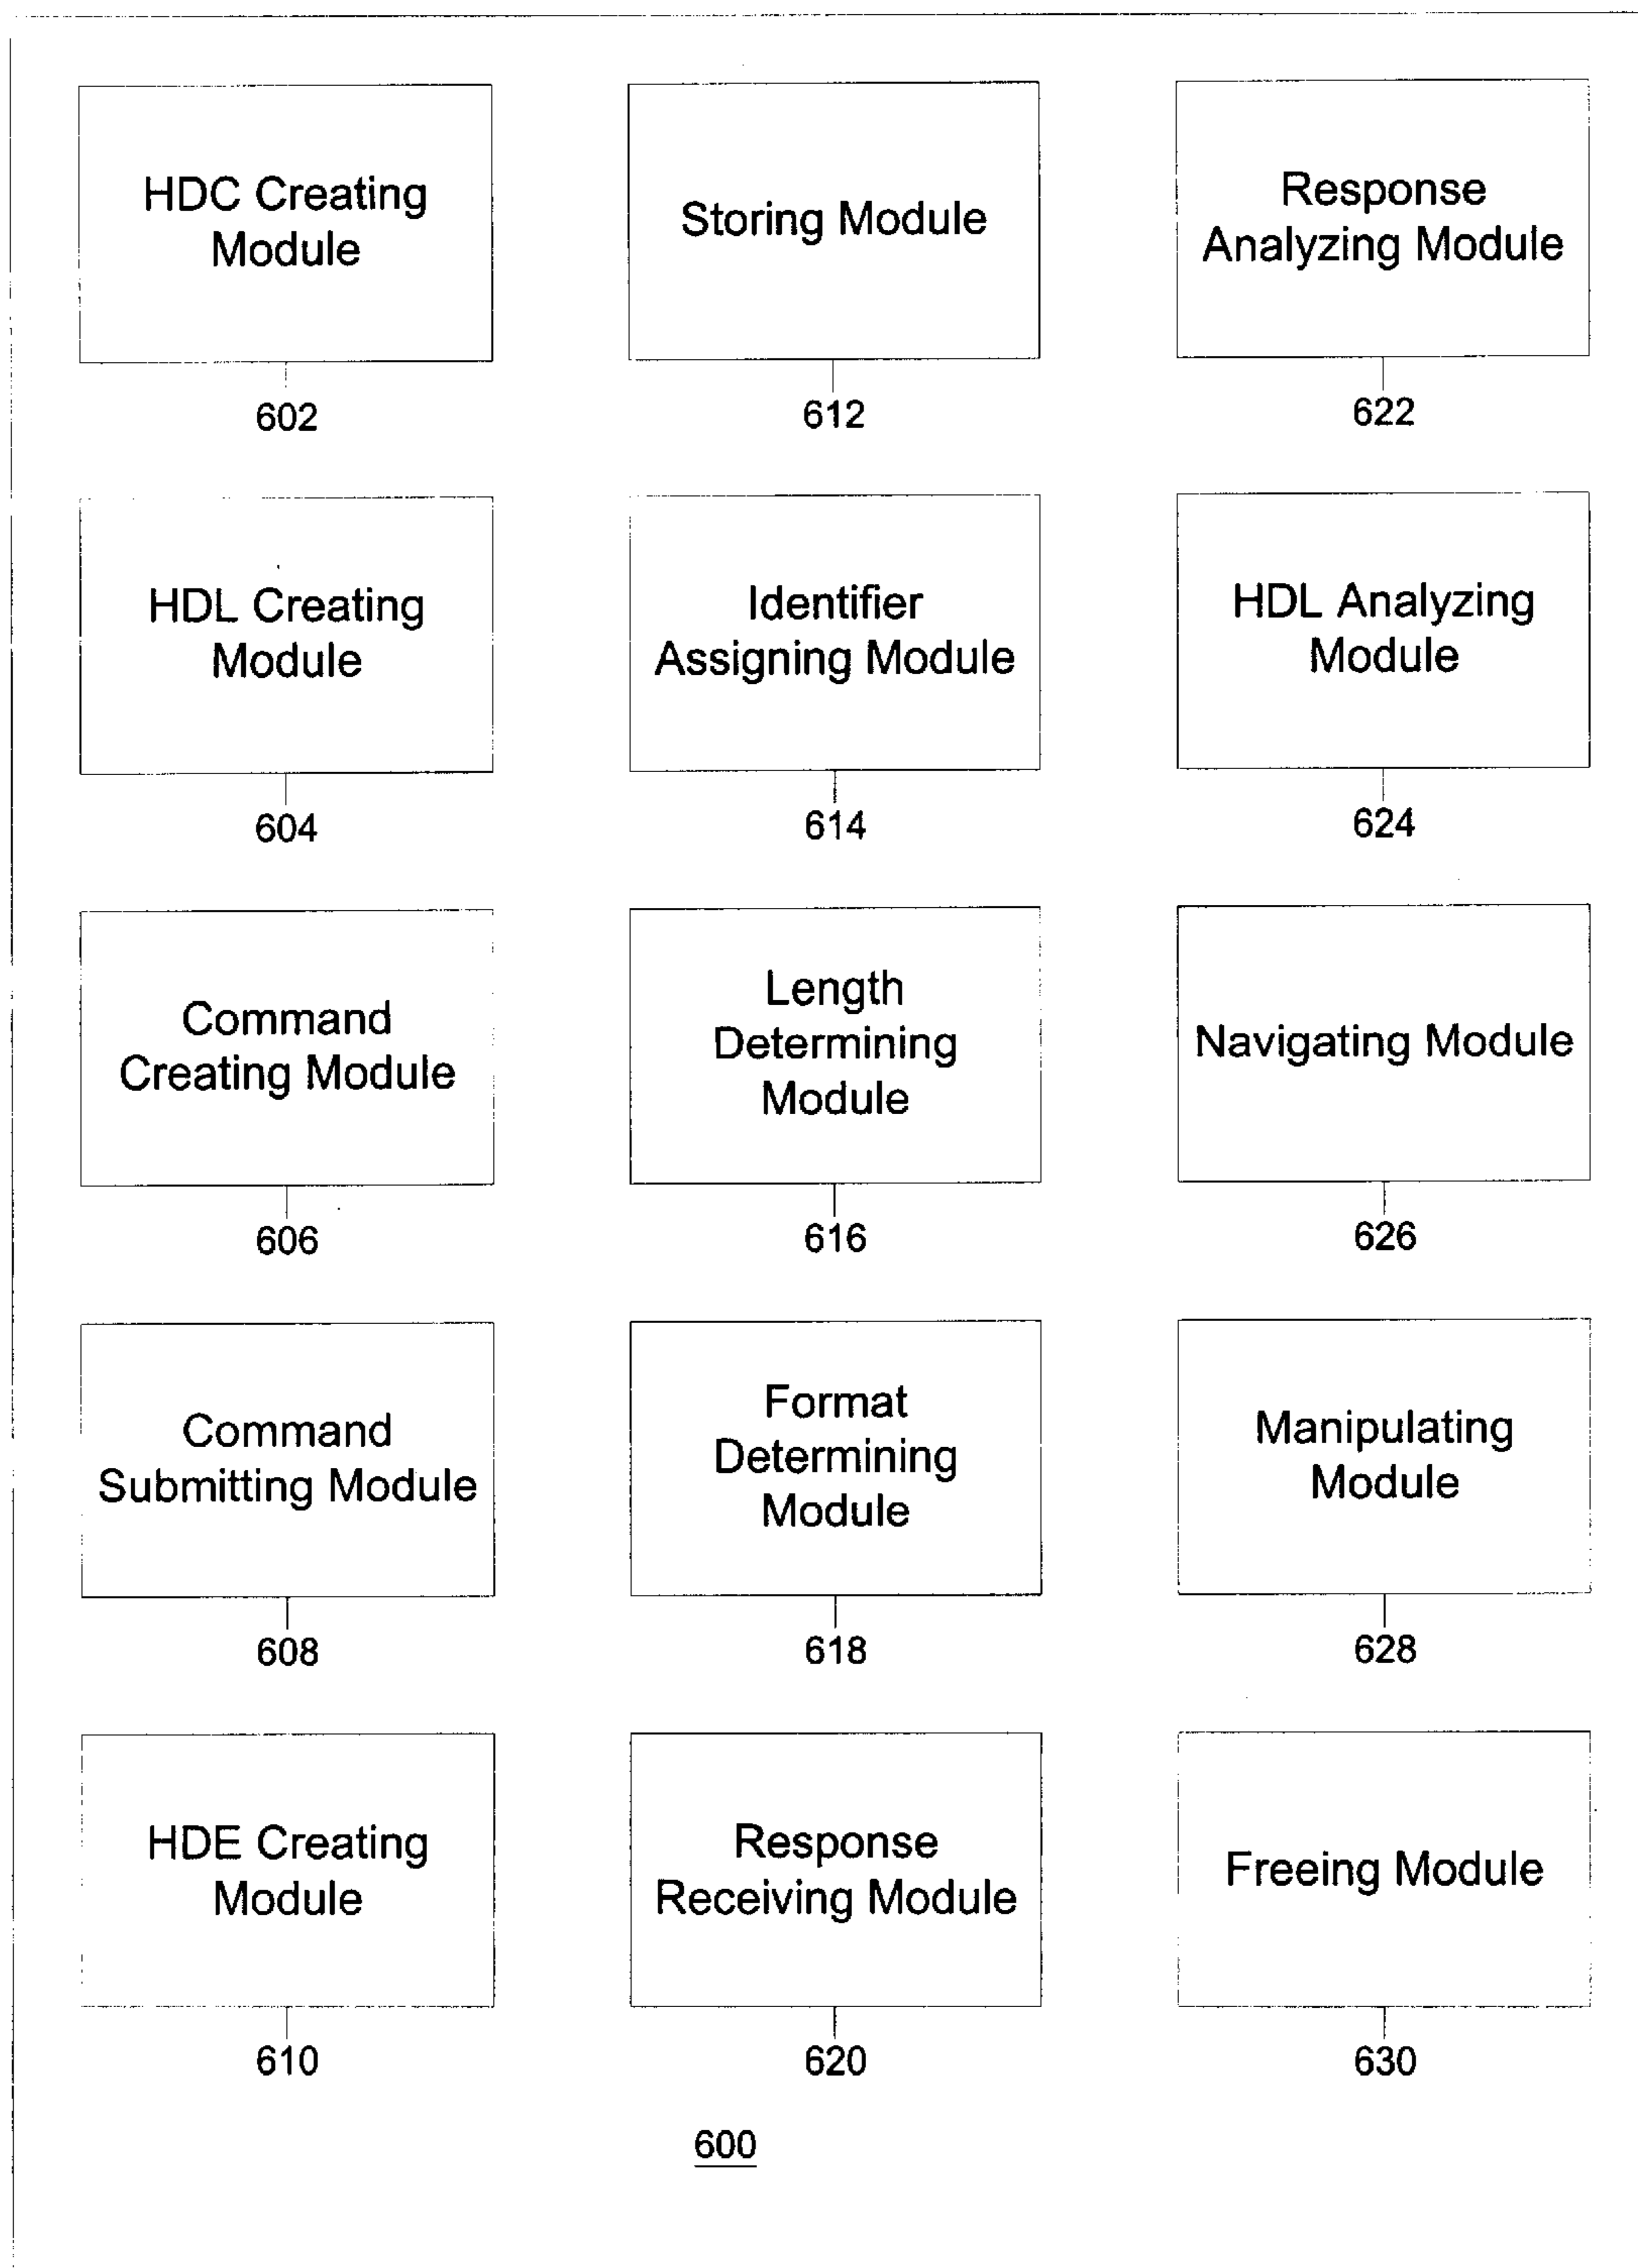 HDC Creating
Module
602
Storing Module
612
Response
Analyzing Module
622
HDL Creating
Module
604
Identifier
Assigning Module
614
HDL Analyzing
Module
624
Command
Creating Module
606
Length
Determining
Module
616
Navigating Module
626
Command
Submitting Module
608
Format
Determining
Module
618
Manipulating
Module
628
HDE Creating
Module
610
Response
Receiving Module
620
Freeing Module
630
600